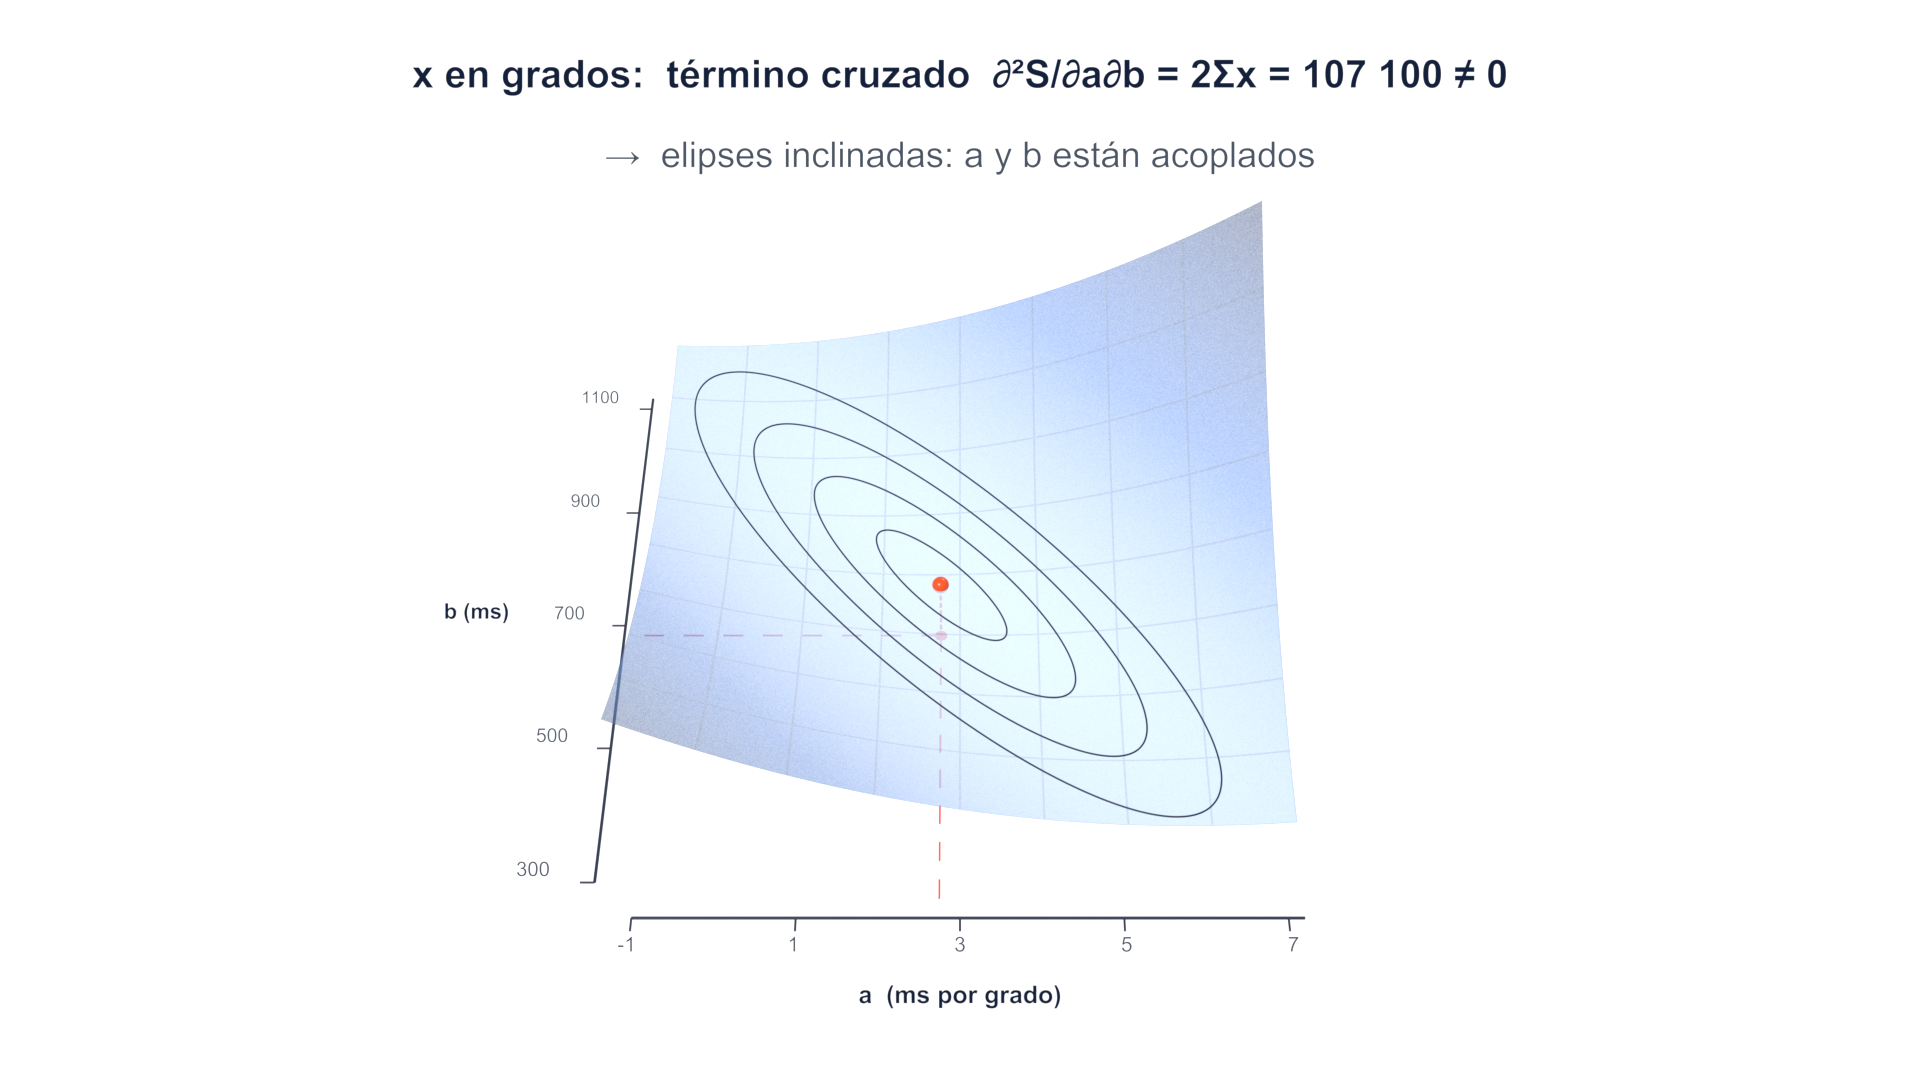 x en grados: término cruzado ∂²S/∂a∂b = 2Σx = 107 100 ≠ 0
→ elipses inclinadas: a y b están acoplados
1100
900
b (ms)
700
500
300
-1 1 3 5 7
a (ms por grado)